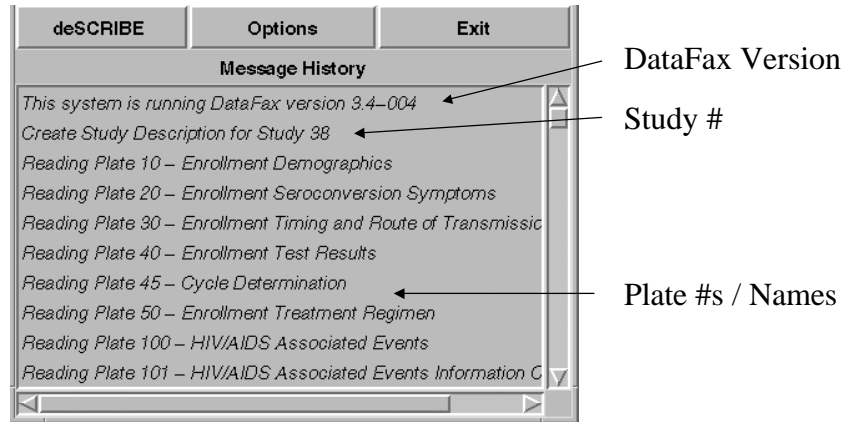 deSCRIBE Options Exit
Message History
DataFax Version
This system is running DataFax version 3.4–004
Study #
Create Study Description for Study 38
Reading Plate 10 – Enrollment Demographics
Reading Plate 20 – Enrollment Seroconversion Symptoms
Reading Plate 30 – Enrollment Timing and Route of Transmissic
Reading Plate 40 – Enrollment Test Results
Reading Plate 45 – Cycle Determination
Plate #s / Names
Reading Plate 50 – Enrollment Treatment Regimen
Reading Plate 100 – HIV/AIDS Associated Events
Reading Plate 101 – HIV/AIDS Associated Events Information C